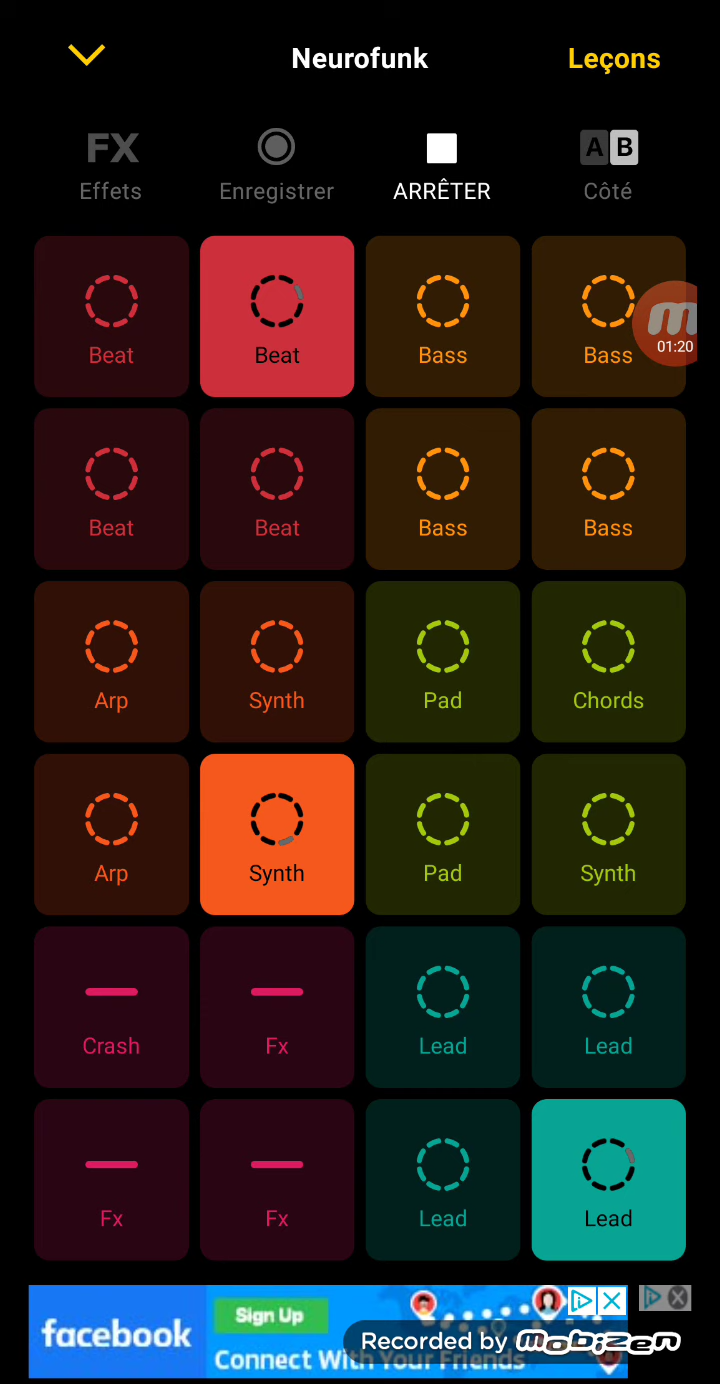 Neurofunk
Leçons
FX
A B
Effets
Enregistrer
ARRÊTER
Côté
Beat
Beat
Bass
Bass
01:20
Beat
Beat
Bass
Bass
Arp
Synth
Pad
Chords
Arp
Synth
Pad
Synth
Crash
Fx
Lead
Lead
Fx
Fx
Lead
Lead
facebook
Sign Up
Connect With Your Friends
Recorded by mobizen